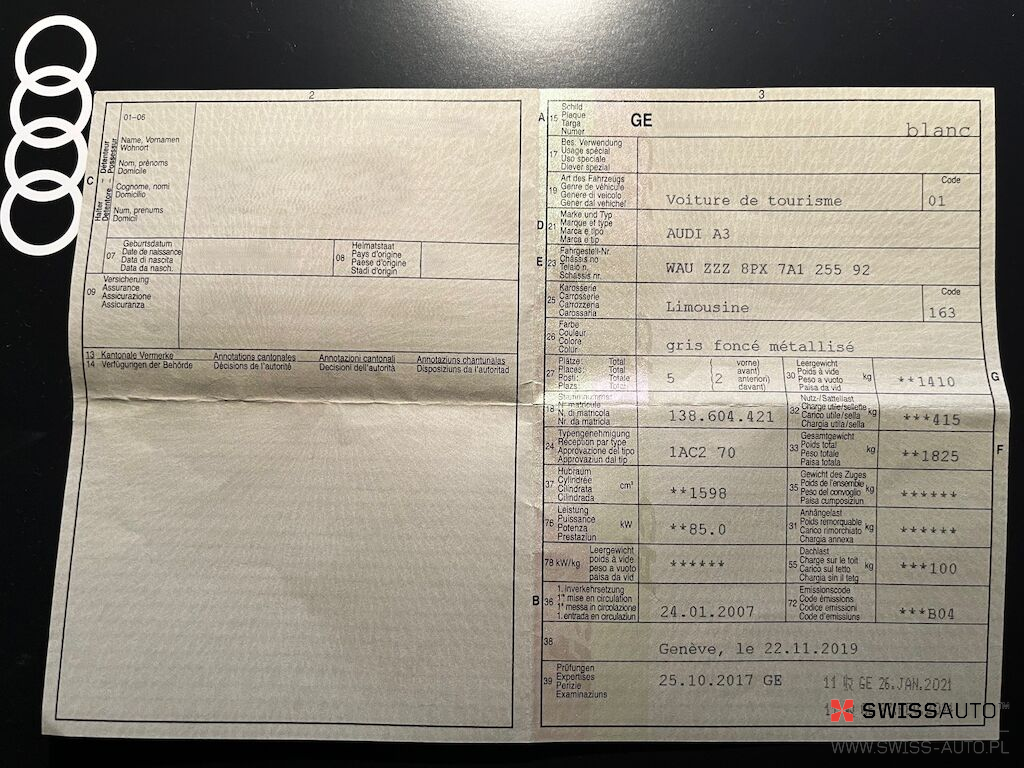 2
01–06
Name, Vornamen
Wohnort
Nom, prénoms
Domicile
Cognome, nomi
Domicilio
Num, prenums
Domicil
C
Halter Détenteur
Detentore Possessur
07
Geburtsdatum
Date de naissance
Data di nascita
Data da nasch.
08
Heimatstaat
Pays d'origine
Paese d'origine
Stadi d'origin
09
Versicherung
Assurance
Assicurazione
Assicuranza
13 Kantonale Vermerke Annotations cantonales Annotazioni cantonali Annotaziuns chantunalas
14 Verfügungen der Behörde Décisions de l'autorité Decisioni dell'autorità Disposiziuns da l'autoritad
3
A 15
Schild
Plaque
Targa
Numer
GE
blanc
17
Bes. Verwendung
Usage spécial
Uso speciale
Diever spezial
19
Art des Fahrzeugs
Genre de véhicule
Genere di veicolo
Gener dal vehichel
Voiture de tourisme
Code
01
D 21
Marke und Typ
Marque et type
Marca e tipo
Marca e tip
AUDI A3
E 23
Fahrgestell-Nr.
Châssis no
Telaio n.
Schassis nr.
WAU ZZZ 8PX 7A1 255 92
25
Karosserie
Carrosserie
Carrozzeria
Carossaria
Limousine
Code
163
26
Farbe
Couleur
Colore
Colur
gris foncé métallisé
27
Plätze: Total
Places: Total
Posti: Totale
Plazs: Total
5 (2
vorne)
avant)
anteriori)
davant)
30
Leergewicht
Poids à vide
Peso a vuoto
Paisa da vid
kg
**1410
G
18
N. matricule
N. di matricola
Nr. da matricla
138.604.421
32
Nutz-/Sattellast
Charge utile/sellette
Carico utile/sella
Chargia utila/sella
kg
***415
24
Typengenehmigung
Réception par type
Approvazione del tipo
Approvaziun dal tip
1AC2 70
33
Gesamtgewicht
Poids total
Peso totale
Paisa totala
kg
**1825
F
37
Hubraum
Cylindrée
Cilindrata
Cilindrada
cm³
**1598
35
Gewicht des Zuges
Poids de l'ensemble
Peso del convoglio
Paisa cumposiziun
kg
******
76
Leistung
Puissance
Potenza
Prestaziun
kW
**85.0
31
Anhängelast
Poids remorquable
Carico rimorchiato
Chargia annexa
kg
******
78 kW/kg
Leergewicht
poids à vide
peso a vuoto
paisa da vid
******
55
Dachlast
Charge sur le toit
Carico sul tetto
Chargia sin il tetg
kg
***100
B 36
1. Inverkehrsetzung
1re mise en circulation
1a messa in circolazione
1. entrada en circulaziun
24.01.2007
72
Emissionscode
Code émissions
Codice emissioni
Code d'emissiuns
***B04
38
Genève, le 22.11.2019
39
Prüfungen
Expertises
Perizie
Examinaziuns
25.10.2017 GE
GE 26.JAN.2021
SWISSAUTO™
WWW.SWISS-AUTO.PL